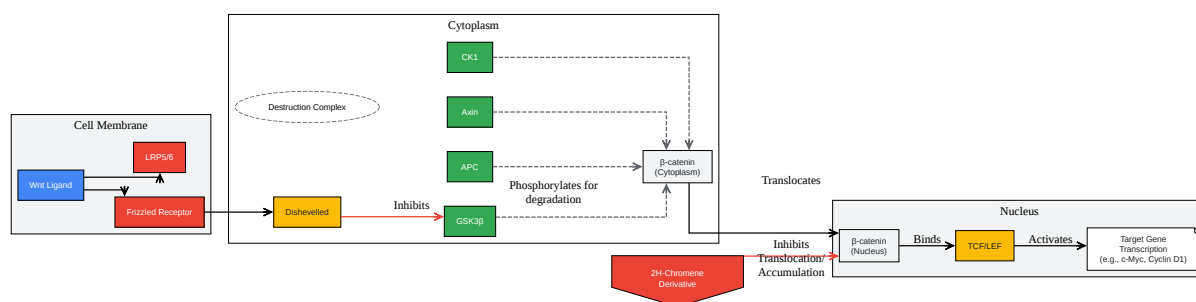 Cytoplasm
CK1
Destruction Complex
Axin
Cell Membrane
LRP5/6
Wnt Ligand
Frizzled Receptor
Dishevelled
Inhibits
APC
GSK3β
Phosphorylates for
degradation
β-catenin
(Cytoplasm)
Translocates
Nucleus
β-catenin
(Nucleus)
Binds
TCF/LEF
Activates
Target Gene
Transcription
(e.g., c-Myc, Cyclin D1)
Inhibits
Translocation/
Accumulation
2H-Chromene
Derivative